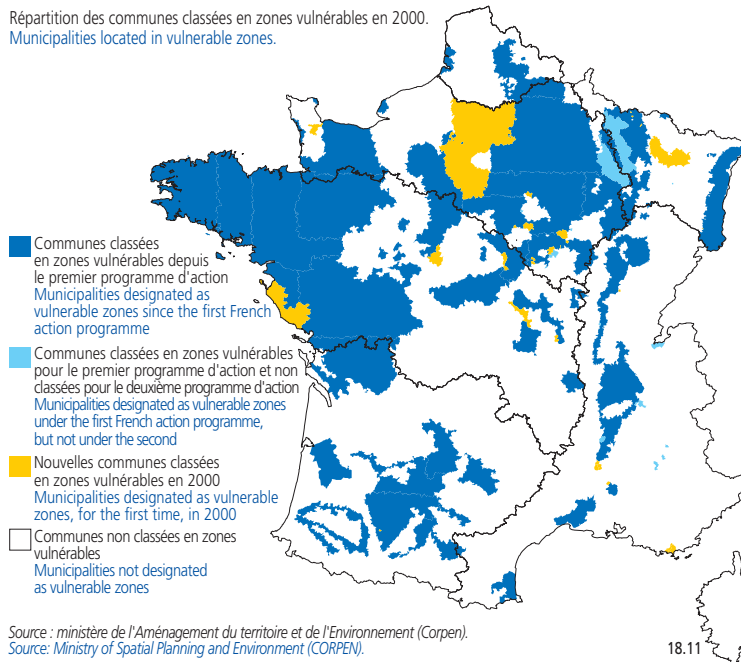 Répartition des communes classées en zones vulnérables en 2000.
Municipalities located in vulnerable zones.
Communes classées
en zones vulnérables depuis
le premier programme d'action
Municipalities designated as
vulnerable zones since the first French
action programme
Communes classées en zones vulnérables
pour le premier programme d'action et non
classées pour le deuxième programme d'action
Municipalities designated as vulnerable zones
under the first French action programme,
but not under the second
Nouvelles communes classées
en zones vulnérables en 2000
Municipalities designated as vulnerable
zones, for the first time, in 2000
Communes non classées en zones
vulnérables
Municipalities not designated
as vulnerable zones
Source : ministère de l'Aménagement du territoire et de l'Environnement (Corpen).
Source: Ministry of Spatial Planning and Environment (CORPEN).
18.11